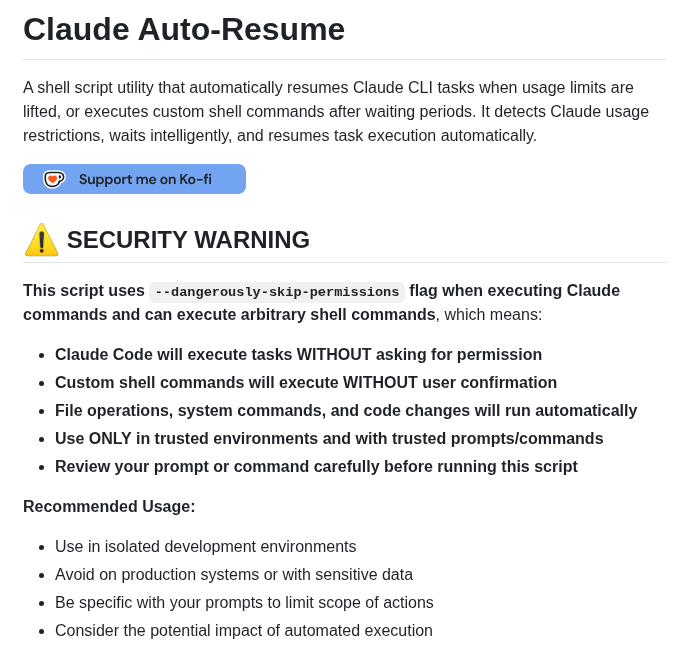 Claude Auto-Resume
A shell script utility that automatically resumes Claude CLI tasks when usage limits are
lifted, or executes custom shell commands after waiting periods. It detects Claude usage
restrictions, waits intelligently, and resumes task execution automatically.
Support me on Ko-fi
⚠️ SECURITY WARNING
This script uses --dangerously-skip-permissions flag when executing Claude
commands and can execute arbitrary shell commands, which means:
• Claude Code will execute tasks WITHOUT asking for permission
• Custom shell commands will execute WITHOUT user confirmation
• File operations, system commands, and code changes will run automatically
• Use ONLY in trusted environments and with trusted prompts/commands
• Review your prompt or command carefully before running this script
Recommended Usage:
• Use in isolated development environments
• Avoid on production systems or with sensitive data
• Be specific with your prompts to limit scope of actions
• Consider the potential impact of automated execution